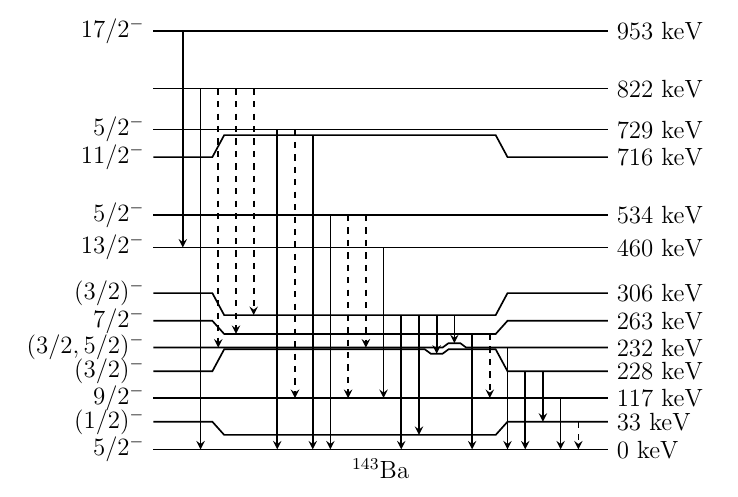 17/2⁻ 953 keV
822 keV
5/2⁻ 729 keV
11/2⁻ 716 keV
5/2⁻ 534 keV
13/2⁻ 460 keV
(3/2)⁻ 306 keV
7/2⁻ 263 keV
(3/2, 5/2)⁻ 232 keV
(3/2)⁻ 228 keV
9/2⁻ 117 keV
(1/2)⁻ 33 keV
5/2⁻ 0 keV
¹⁴³Ba